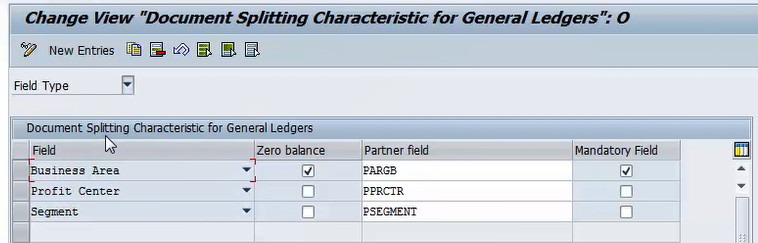 Change View "Document Splitting Characteristic for General Ledgers": O
New Entries
Field Type
Document Splitting Characteristic for General Ledgers
Field Zero balance Partner field Mandatory Field
Business Area PARGB
Profit Center PPRCTR
Segment PSEGMENT